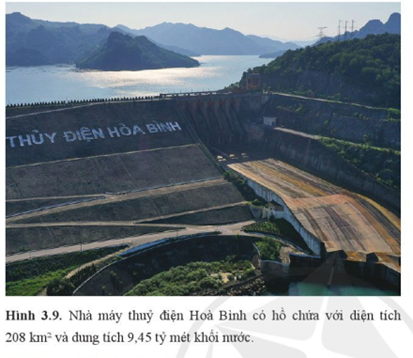 THỦY ĐIỆN HÒA BÌNH
Hình 3.9. Nhà máy thuỷ điện Hoà Bình có hồ chứa với diện tích
208 km² và dung tích 9,45 tỷ mét khối nước.